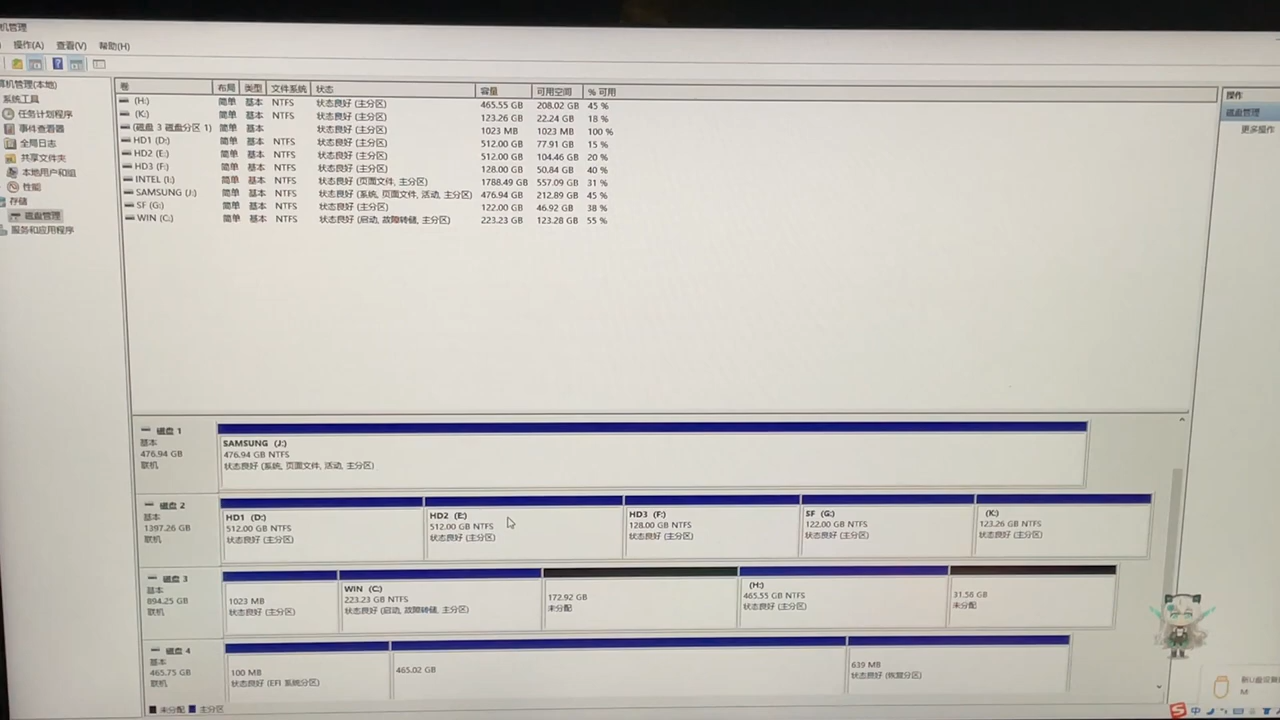 机管理
操作(A) 查看(V) 帮助(H)
算机管理(本地)
系统工具
任务计划程序
事件查看器
全局日志
共享文件夹
本地用户和组
性能
存储
磁盘管理
服务和应用程序
卷 布局 类型 文件系统 状态 容量 可用空间 % 可用
(H:) 简单 基本 NTFS 状态良好 (主分区) 465.55 GB 208.02 GB 45 %
(K:) 简单 基本 NTFS 状态良好 (主分区) 123.26 GB 22.24 GB 18 %
(磁盘 3 磁盘分区 1) 简单 基本 状态良好 (主分区) 1023 MB 1023 MB 100 %
HD1 (D:) 简单 基本 NTFS 状态良好 (主分区) 512.00 GB 77.91 GB 15 %
HD2 (E:) 简单 基本 NTFS 状态良好 (主分区) 512.00 GB 104.46 GB 20 %
HD3 (F:) 简单 基本 NTFS 状态良好 (主分区) 128.00 GB 50.84 GB 40 %
INTEL (I:) 简单 基本 NTFS 状态良好 (页面文件, 主分区) 1788.49 GB 557.09 GB 31 %
SAMSUNG (J:) 简单 基本 NTFS 状态良好 (系统, 页面文件, 活动, 主分区) 476.94 GB 212.89 GB 45 %
SF (G:) 简单 基本 NTFS 状态良好 (主分区) 122.00 GB 46.92 GB 38 %
WIN (C:) 简单 基本 NTFS 状态良好 (启动, 故障转储, 主分区) 223.23 GB 123.28 GB 55 %
操作
磁盘管理
更多操作
磁盘 1
基本
476.94 GB
联机
SAMSUNG (J:)
476.94 GB NTFS
状态良好 (系统, 页面文件, 活动, 主分区)
磁盘 2
基本
1397.26 GB
联机
HD1 (D:)
512.00 GB NTFS
状态良好 (主分区)
HD2 (E:)
512.00 GB NTFS
状态良好 (主分区)
HD3 (F:)
128.00 GB NTFS
状态良好 (主分区)
SF (G:)
122.00 GB NTFS
状态良好 (主分区)
(K:)
123.26 GB NTFS
状态良好 (主分区)
磁盘 3
基本
894.25 GB
联机
1023 MB
状态良好 (主分区)
WIN (C:)
223.23 GB NTFS
状态良好 (启动, 故障转储, 主分区)
172.92 GB
未分配
(H:)
465.55 GB NTFS
状态良好 (主分区)
31.56 GB
未分配
磁盘 4
基本
465.75 GB
联机
100 MB
状态良好 (EFI 系统分区)
465.02 GB
639 MB
状态良好 (恢复分区)
未分配 主分区
M
中